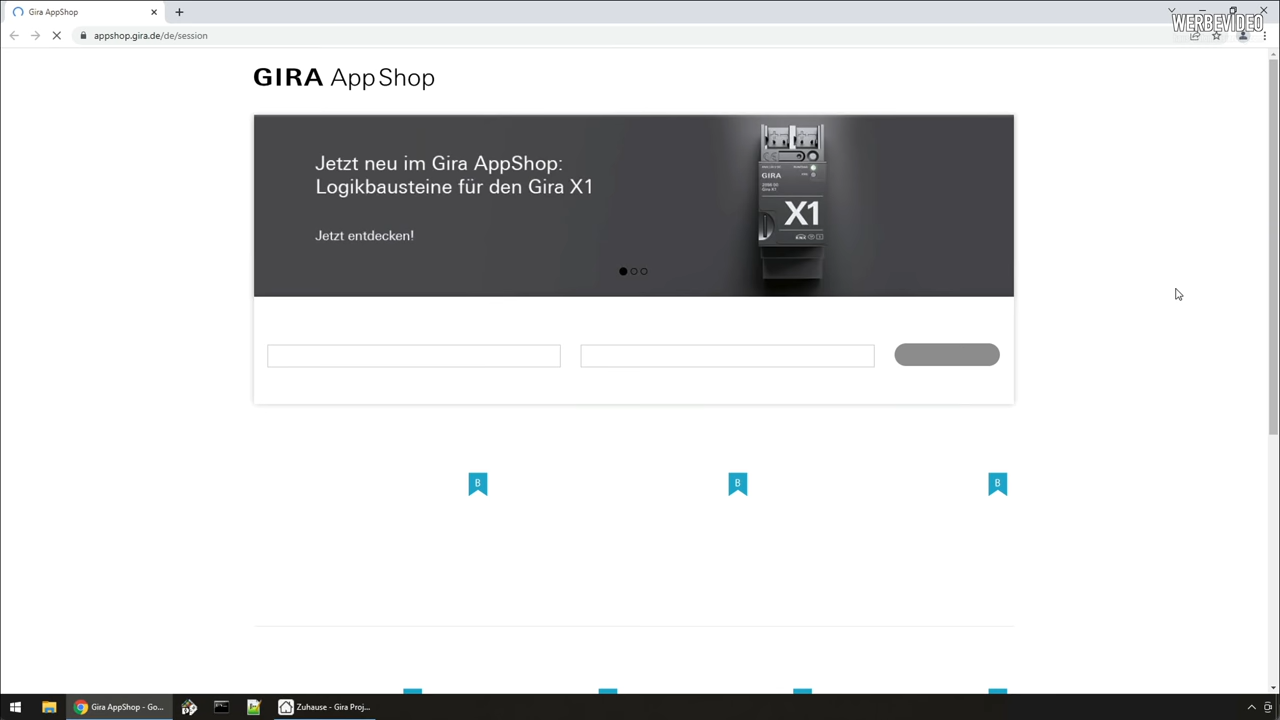 Gira AppShop
WERBEVIDEO
appshop.gira.de/de/session
GIRA AppShop
Jetzt neu im Gira AppShop:
Logikbausteine für den Gira X1
Jetzt entdecken!
GIRA
X1
B
B
B
Gira AppShop - Go...
Zuhause - Gira Proj...